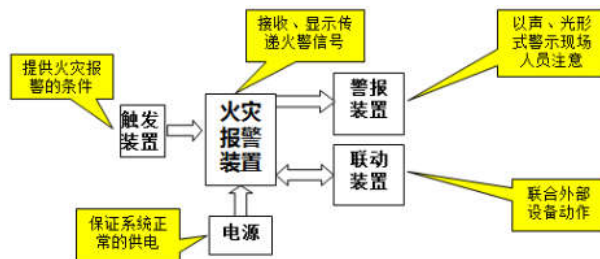 接收、显示传
递火警信号
以声、光形
式警示现场
人员注意
提供火灾报
警的条件
触发
装置
火灾
报警
装置
警报
装置
联动
装置
联合外部
设备动作
保证系统正
常的供电
电源